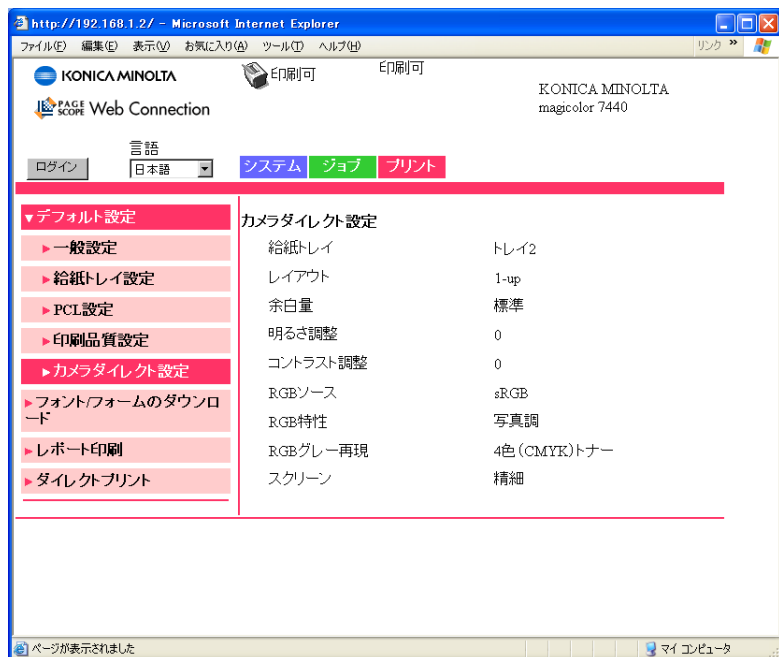 http://192.168.1.2/ - Microsoft Internet Explorer
ファイル(F) 編集(E) 表示(V) お気に入り(A) ツール(T) ヘルプ(H) リンク »
KONICA MINOLTA 印刷可 印刷可
KONICA MINOLTA
PAGE SCOPE Web Connection magicolor 7440
言語
ログイン 日本語 システム ジョブ プリント
▼デフォルト設定
▶一般設定
▶給紙トレイ設定
▶PCL設定
▶印刷品質設定
▶カメラダイレクト設定
▶フォント/フォームのダウンロ
ード
▶レポート印刷
▶ダイレクトプリント
カメラダイレクト設定
給紙トレイ トレイ2
レイアウト 1-up
余白量 標準
明るさ調整 0
コントラスト調整 0
RGBソース sRGB
RGB特性 写真調
RGBグレー再現 4色(CMYK)トナー
スクリーン 精細
ページが表示されました マイ コンピュータ